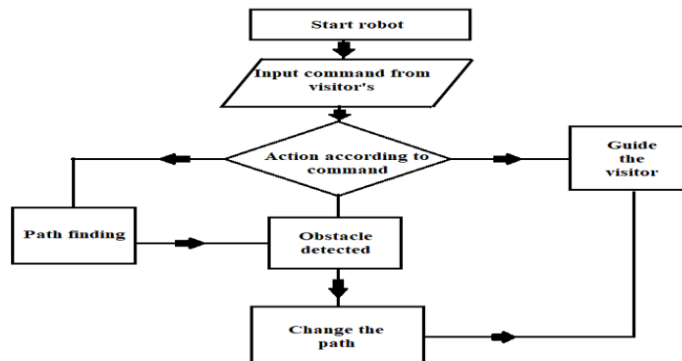 Start robot
Input command from
visitor's
Action according to
command
Guide
the
visitor
Path finding
Obstacle
detected
Change the
path